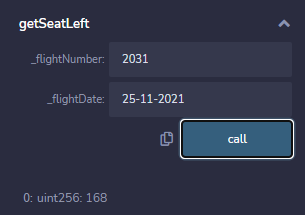 getSeatLeft
_flightNumber: 2031
_flightDate: 25-11-2021
call
0: uint256: 168